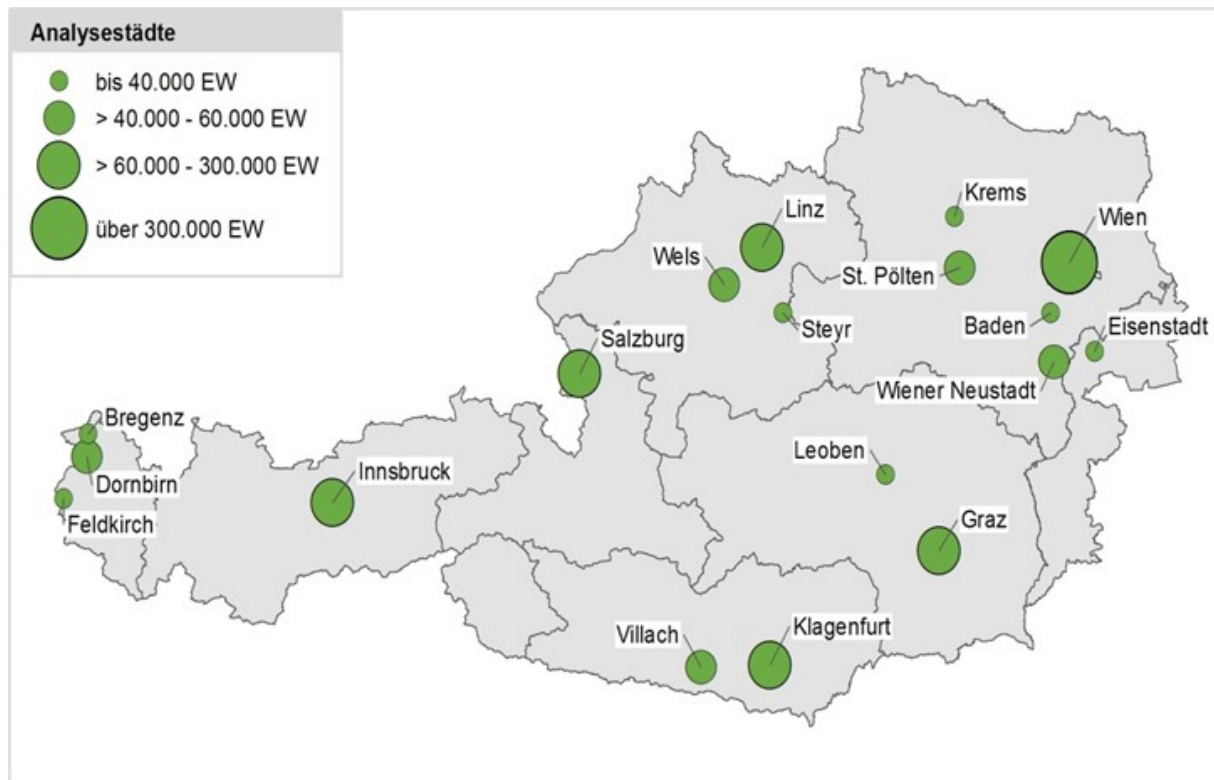 Analysestädte
bis 40.000 EW
> 40.000 - 60.000 EW
> 60.000 - 300.000 EW
über 300.000 EW
Krems
Linz
Wien
Wels
St. Pölten
Steyr
Baden
Eisenstadt
Salzburg
Wiener Neustadt
Bregenz
Leoben
Innsbruck
Dornbirn
Feldkirch
Graz
Klagenfurt
Villach